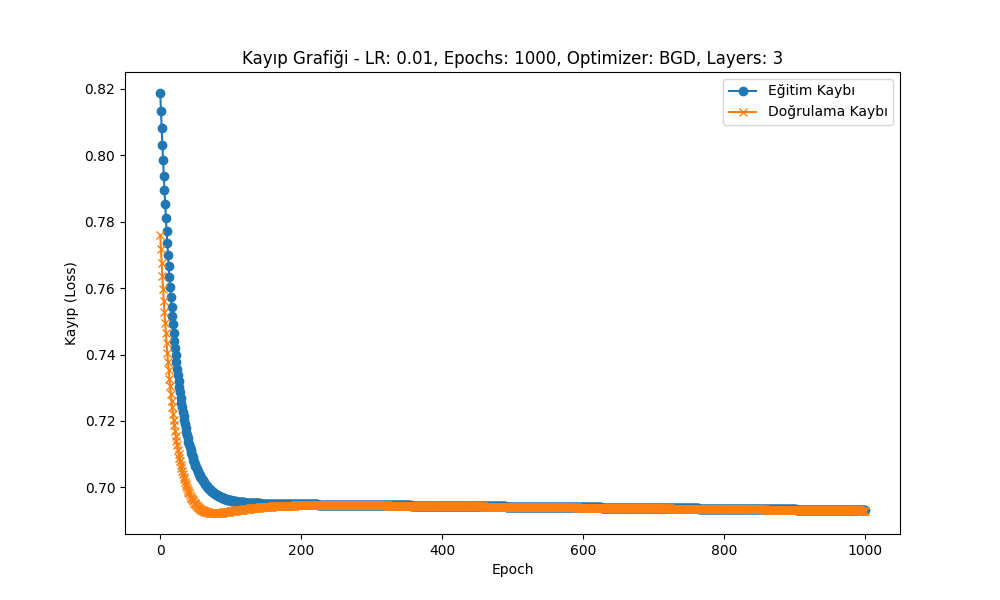 Kayıp Grafiği - LR: 0.01, Epochs: 1000, Optimizer: BGD, Layers: 3
Eğitim Kaybı
Doğrulama Kaybı
0.82
0.80
0.78
0.76
0.74
0.72
0.70
Kayıp (Loss)
0
200
400
600
800
1000
Epoch